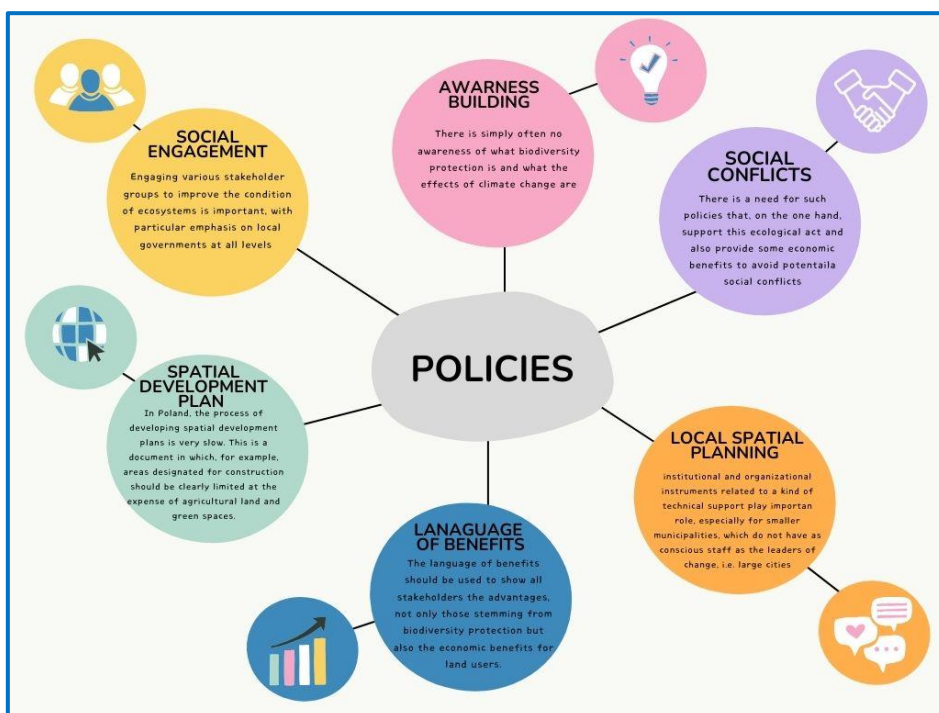 SOCIAL
ENGAGEMENT
Engaging various stakeholder
groups to improve the condition
of ecosystems is important, with
particular emphasis on local
governments at all levels
AWARNESS
BUILDING
There is simply often no
awareness of what biodiversity
protection is and what the
effects of climate change are
SOCIAL
CONFLICTS
There is a need for such
policies that, on the one hand,
support this ecological act and
also provide some economic
benefits to avoid potentaila
social conflicts
POLICIES
SPATIAL
DEVELOPMENT
PLAN
In Poland, the process of
developing spatial development
plans is very slow. This is a
document in which, for example,
areas designated for construction
should be clearly limited at the
expense of agricultural land and
green spaces.
LANAGUAGE
OF BENEFITS
The language of benefits
should be used to show all
stakeholders the advantages,
not only those stemming from
biodiversity protection but
also the economic benefits for
land users.
LOCAL SPATIAL
PLANNING
institutional and organizational
instruments related to a kind of
technical support play importan
role, especially for smaller
municipalities, which do not have as
conscious staff as the leaders of
change, i.e. large cities